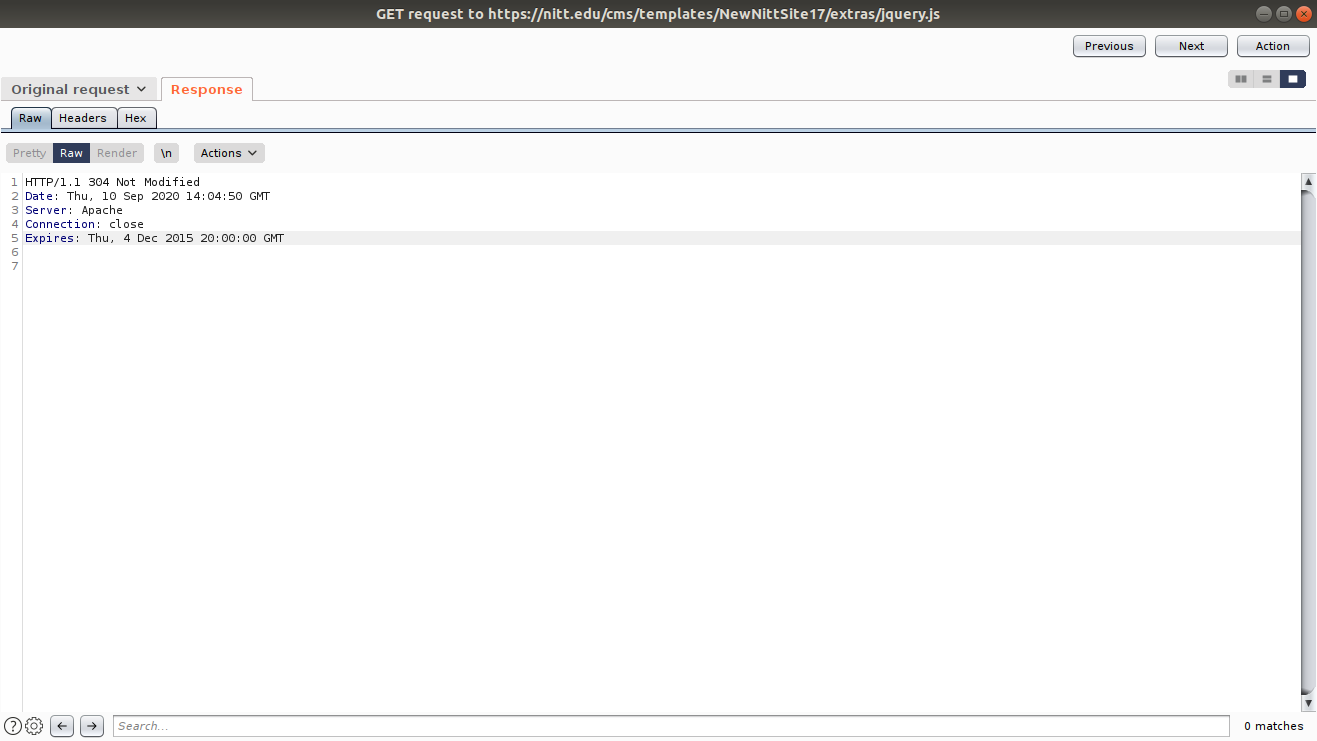 GET request to https://nitt.edu/cms/templates/NewNittSite17/extras/jquery.js
Previous Next Action
Original request Response
Raw Headers Hex
Pretty Raw Render \n Actions
1 HTTP/1.1 304 Not Modified
2 Date: Thu, 10 Sep 2020 14:04:50 GMT
3 Server: Apache
4 Connection: close
5 Expires: Thu, 4 Dec 2015 20:00:00 GMT
6
7
? Search... 0 matches